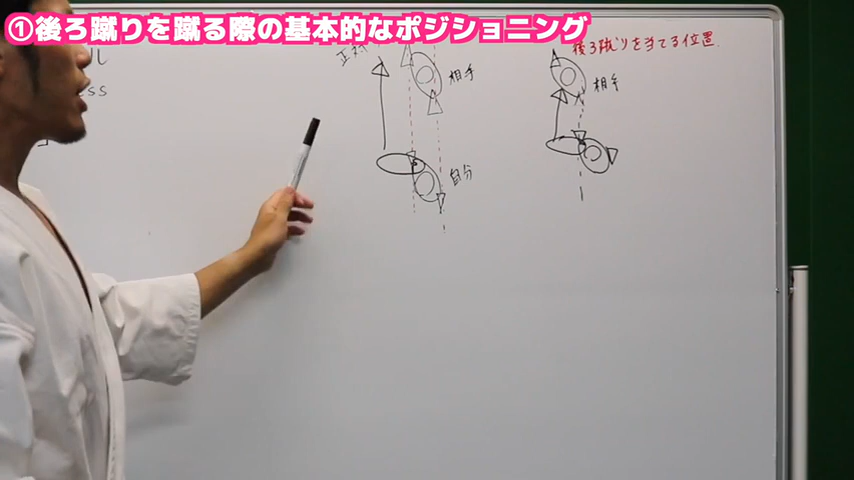 ①後ろ蹴りを蹴る際の基本的なポジショニング
後ろ蹴りを当てる位置
相手
相手
自分